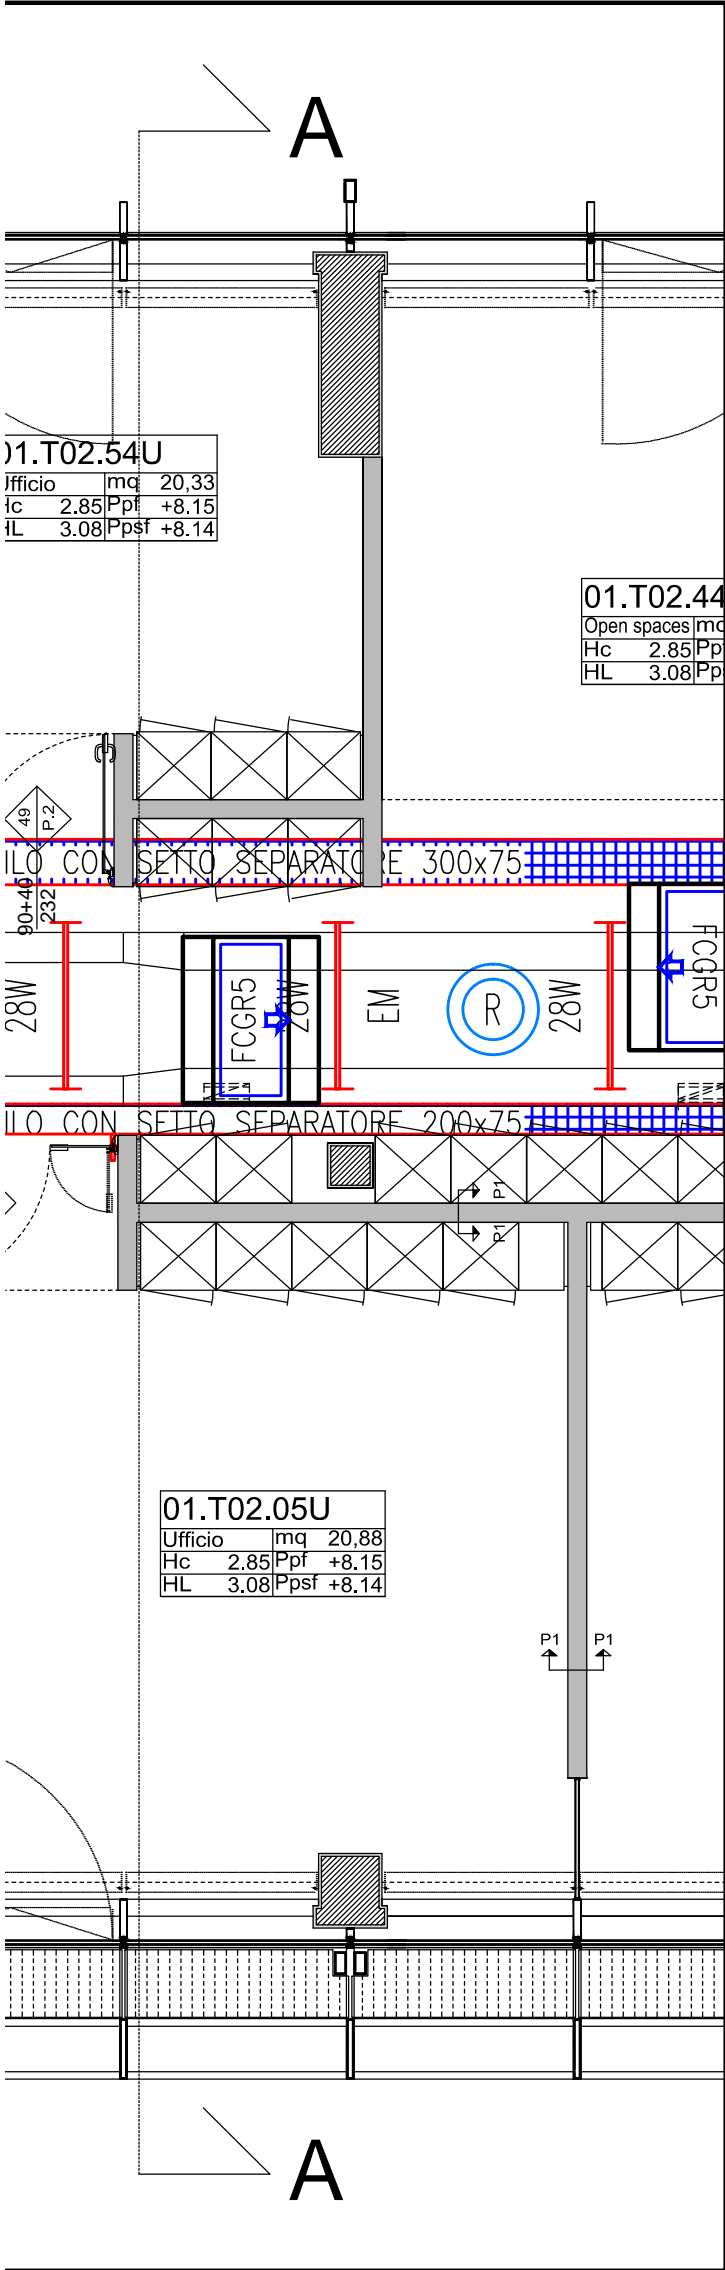 A
01.T02.54U
Ufficio mq 20,33
Hc 2.85 Ppf +8.15
HL 3.08 Ppsf +8.14
01.T02.44
Open spaces
Hc 2.85
HL 3.08
49 P.2
CON SETTO SEPARATORE 300x75
90+40
232
28W
FCGR5
28W
EM
R
28W
FCGR5
CON SETTO SEPARATORE 200x75
P1
P1
01.T02.05U
Ufficio mq 20,88
Hc 2.85 Ppf +8.15
HL 3.08 Ppsf +8.14
P1 P1
A